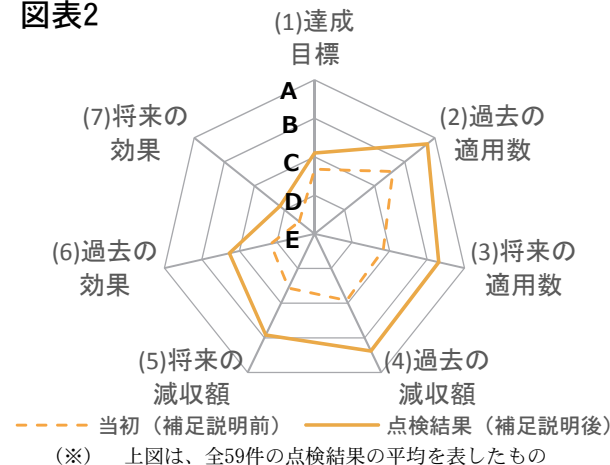 図表2
(1)達成
目標
A
B
C
D
E
(2)過去の
適用数
(3)将来の
適用数
(4)過去の
減収額
(5)将来の
減収額
(6)過去の
効果
(7)将来の
効果
当初（補足説明前）
点検結果（補足説明後）
（※） 上図は、全59件の点検結果の平均を表したもの